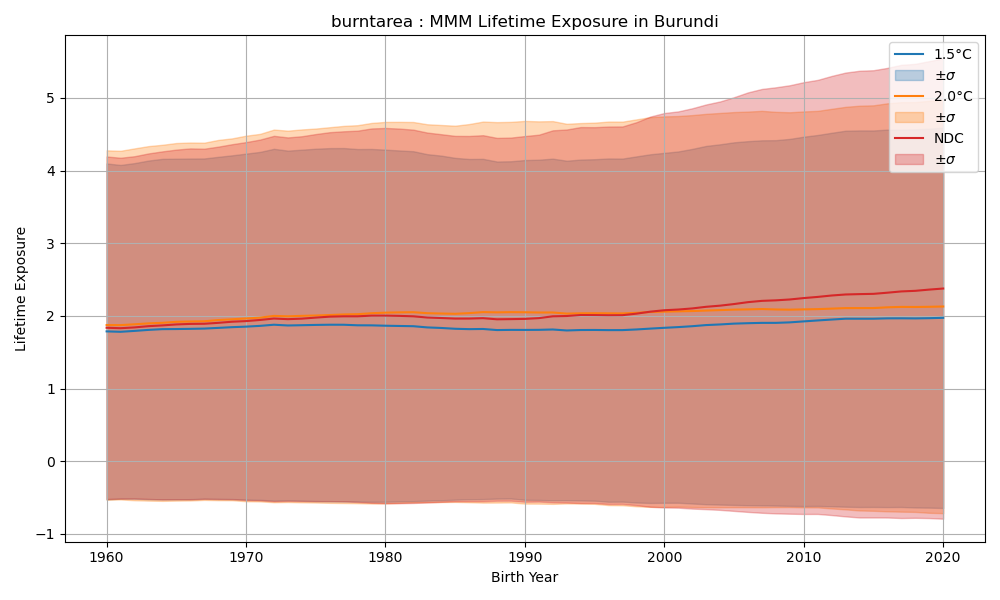 burntarea : MMM Lifetime Exposure in Burundi
Lifetime Exposure
5
4
3
2
1
0
−1
1960 1970 1980 1990 2000 2010 2020
Birth Year
1.5°C
±σ
2.0°C
±σ
NDC
±σ